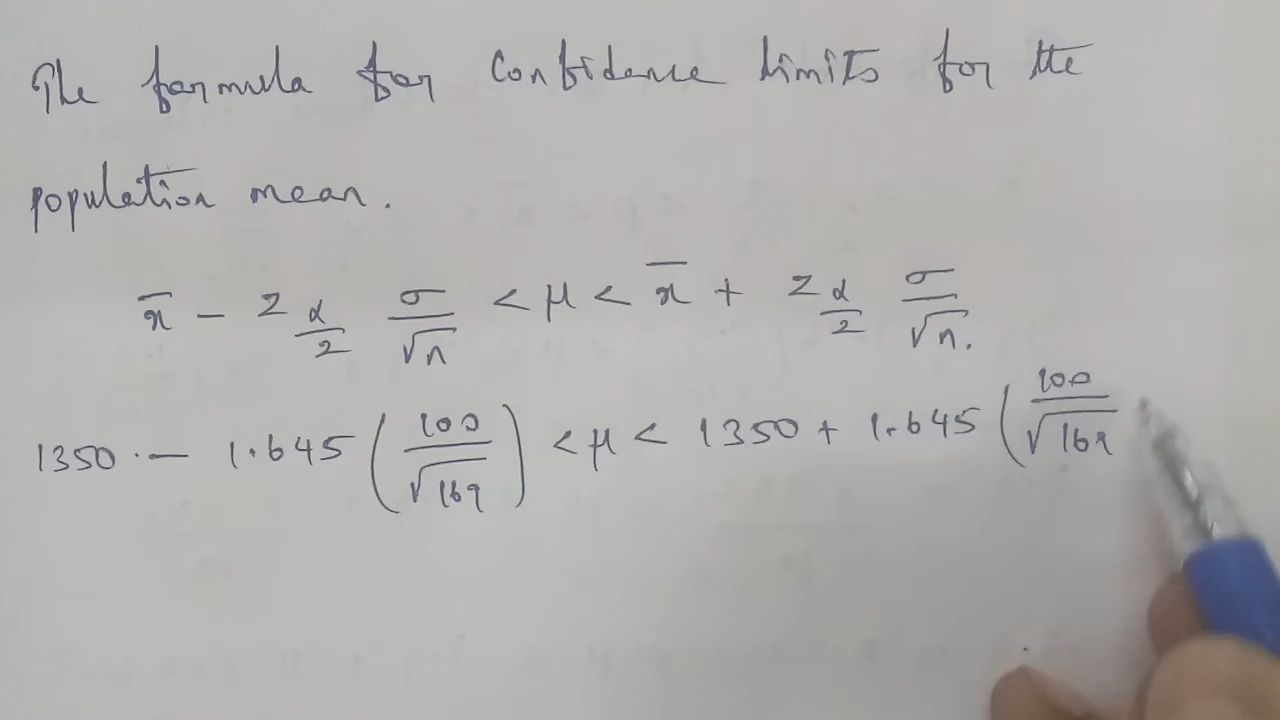 The formula for Confidence limits for the
population mean.
x̄ - Z α/2 σ/√n < μ < x̄ + Z α/2 σ/√n.
1350 - 1.645 (100/√169) < μ < 1350 + 1.645 (100/√169